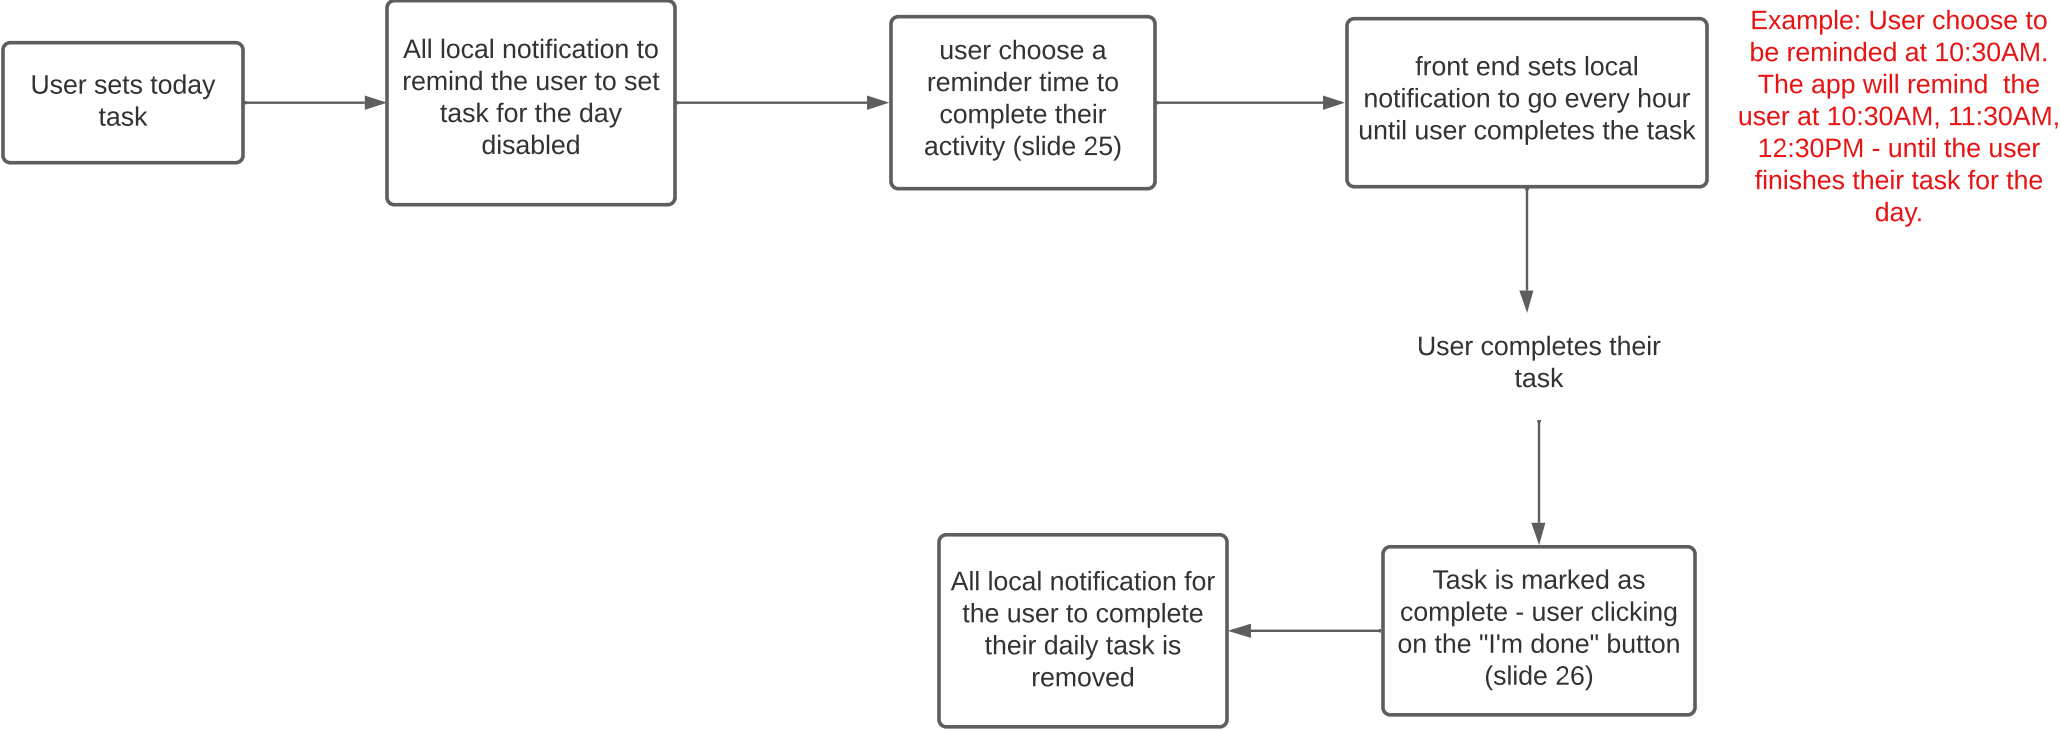 User sets today
task
All local notification to
remind the user to set
task for the day
disabled
user choose a
reminder time to
complete their
activity (slide 25)
front end sets local
notification to go every hour
until user completes the task
Example: User choose to
be reminded at 10:30AM.
The app will remind  the
user at 10:30AM, 11:30AM,
12:30PM - until the user
finishes their task for the
day.
User completes their
task
Task is marked as
complete - user clicking
on the "I'm done" button
(slide 26)
All local notification for
the user to complete
their daily task is
removed